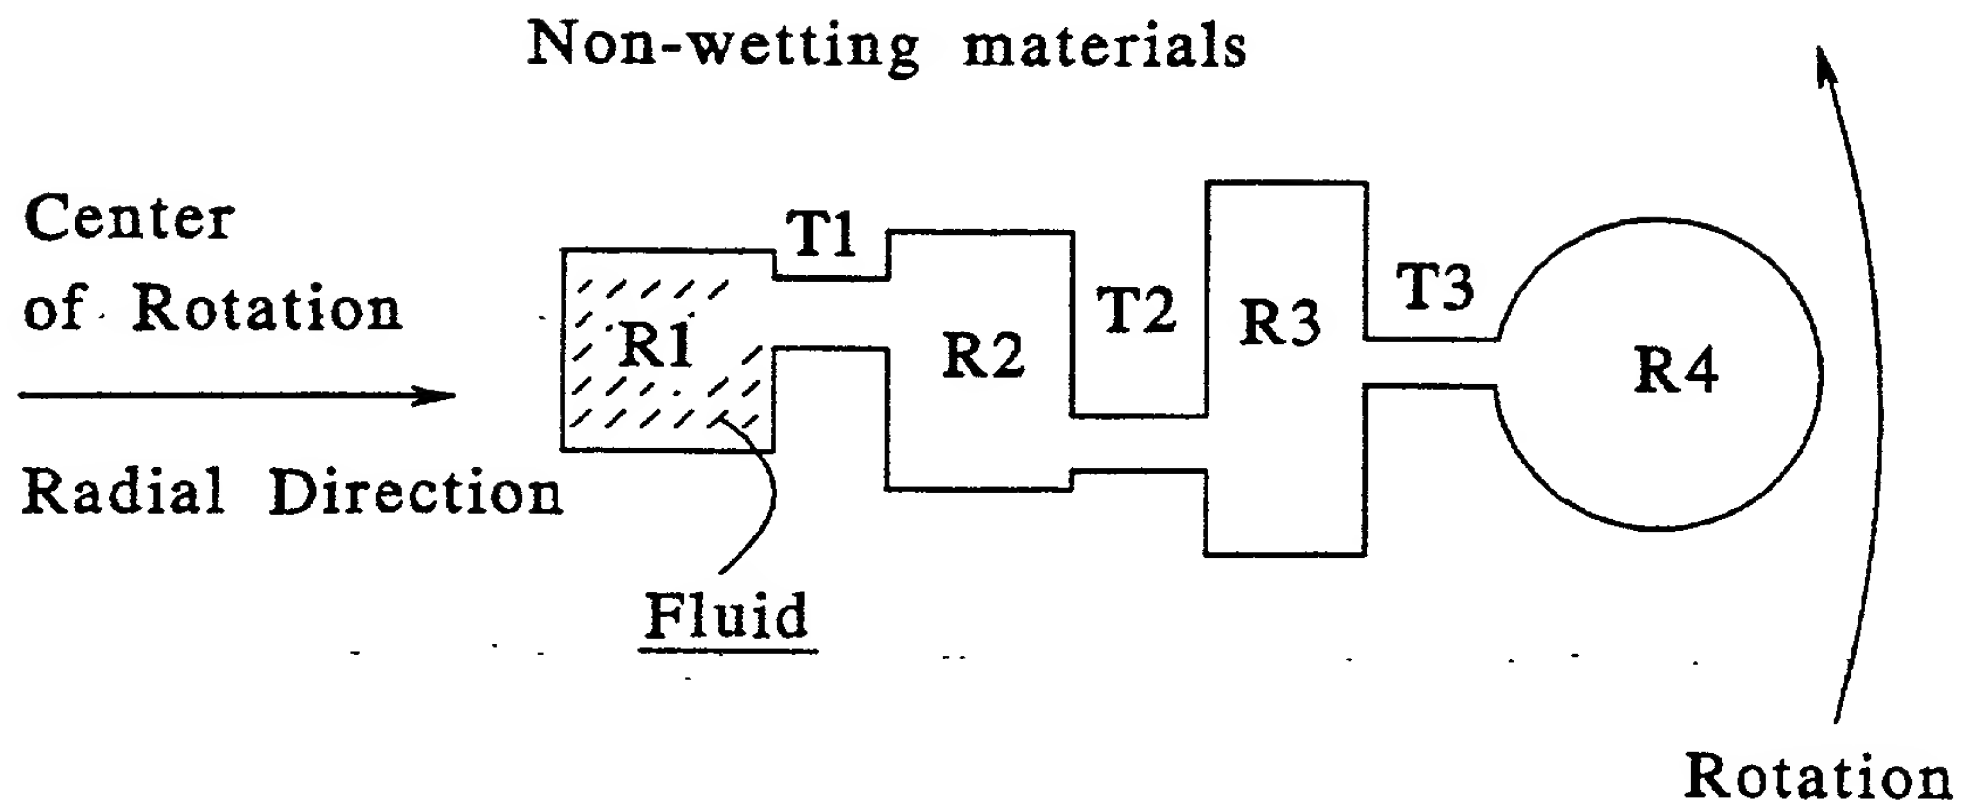 Non-wetting materials
Center
of Rotation
Radial Direction
R1
T1
R2
T2
R3
T3
R4
Fluid
Rotation